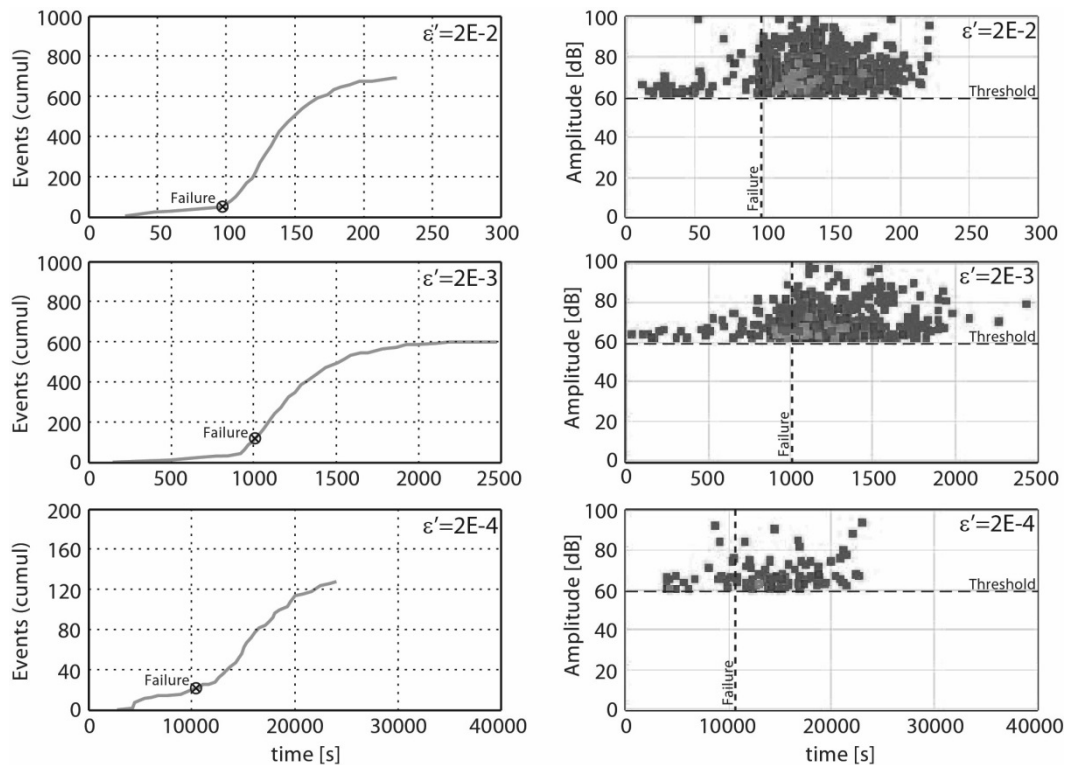 1000
800
600
400
200
0
Events (cumul)
ε'=2E-2
Failure
0 50 100 150 200 250 300
100
80
60
40
20
0
Amplitude [dB]
ε'=2E-2
Threshold
Failure
0 50 100 150 200 250 300
1000
800
600
400
200
0
Events (cumul)
ε'=2E-3
Failure
0 500 1000 1500 2000 2500
100
80
60
40
20
0
Amplitude [dB]
ε'=2E-3
Threshold
Failure
0 500 1000 1500 2000 2500
200
160
120
80
40
0
Events (cumul)
ε'=2E-4
Failure
0 10000 20000 30000 40000
time [s]
100
80
60
40
20
0
Amplitude [dB]
ε'=2E-4
Threshold
Failure
0 10000 20000 30000 40000
time [s]